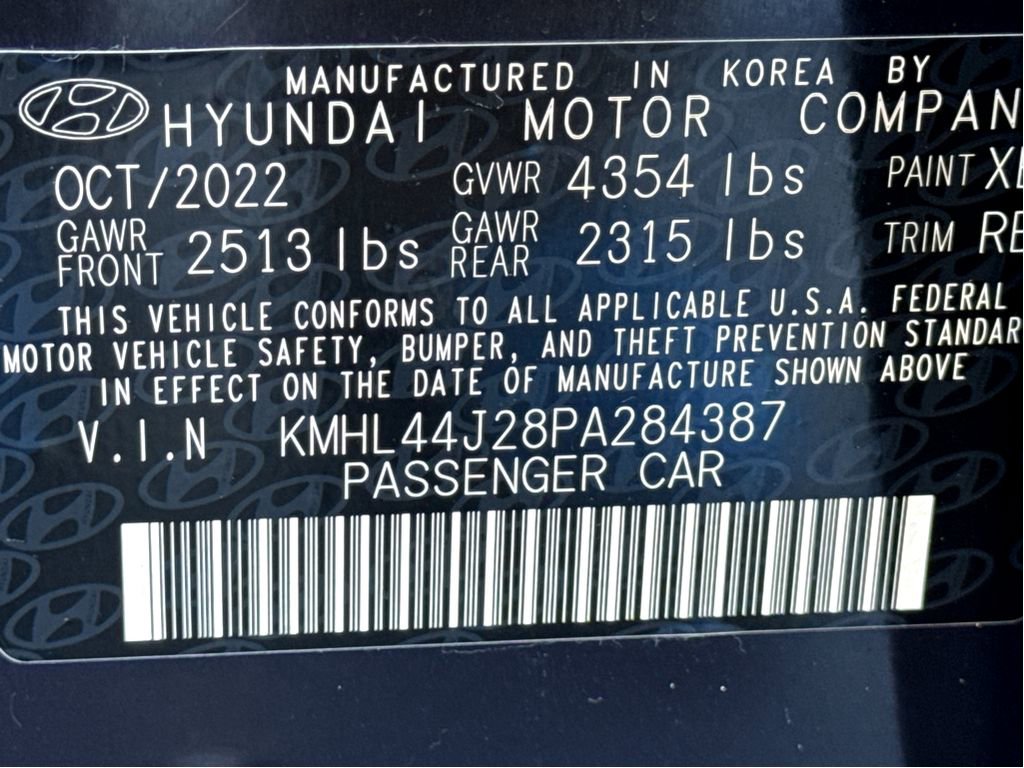 MANUFACTURED IN KOREA BY
HYUNDAI MOTOR COMPAN
OCT/2022 GVWR 4354 lbs PAINT
GAWR FRONT 2513 lbs GAWR REAR 2315 lbs TRIM RE
THIS VEHICLE CONFORMS TO ALL APPLICABLE U.S.A. FEDERAL
MOTOR VEHICLE SAFETY, BUMPER, AND THEFT PREVENTION STANDAR
IN EFFECT ON THE DATE OF MANUFACTURE SHOWN ABOVE
V.I.N KMHL44J28PA284387
PASSENGER CAR